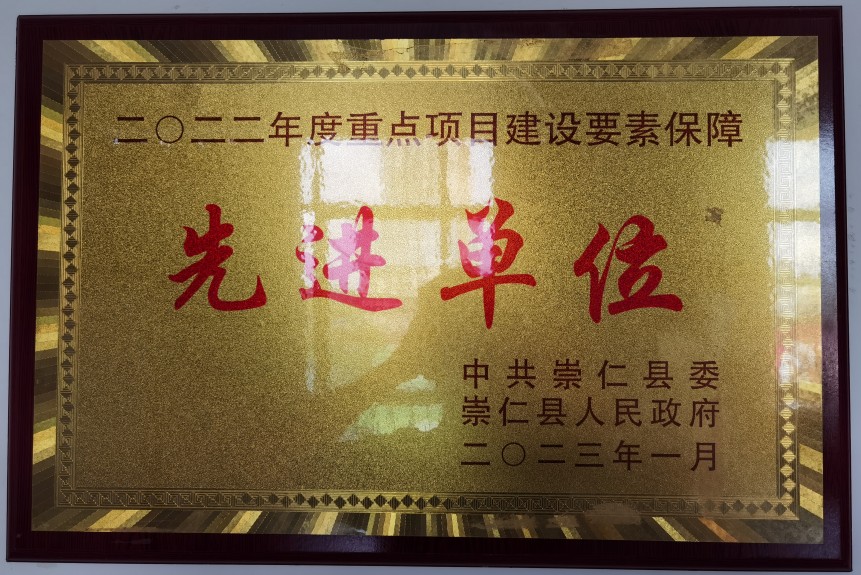 二〇二二年度重点项目建设要素保障
先进单位
中共崇仁县委
崇仁县人民政府
二〇二三年一月